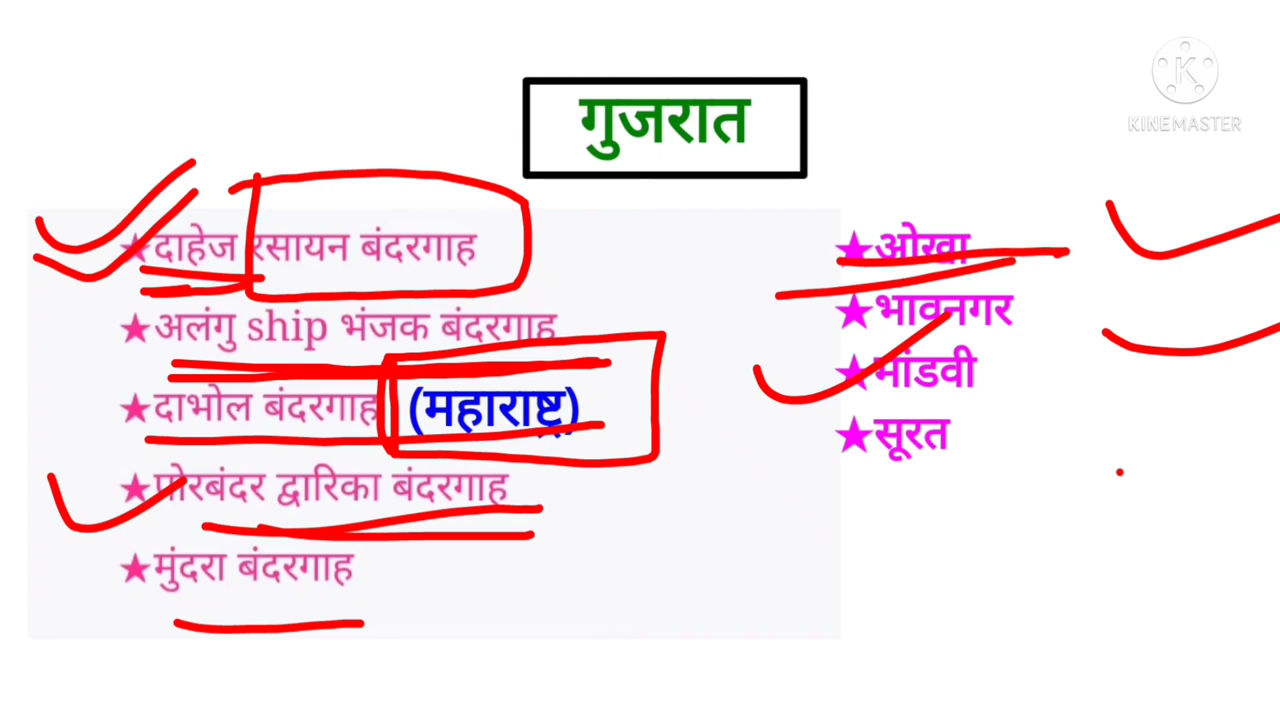 गुजरात
KINEMASTER
★दाहेज रसायन बंदरगाह
★अलंगु ship भंजक बंदरगाह
★दाभोल बंदरगाह (महाराष्ट्र)
★पोरबंदर द्वारिका बंदरगाह
★मुंदरा बंदरगाह
★ओखा
★भावनगर
★मांडवी
★सूरत